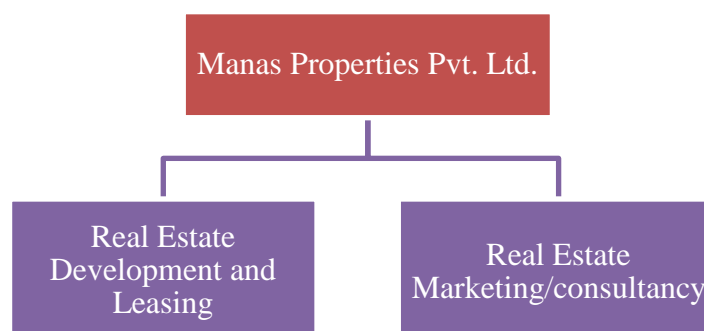 Manas Properties Pvt. Ltd.
Real Estate
Development and
Leasing
Real Estate
Marketing/consultancy